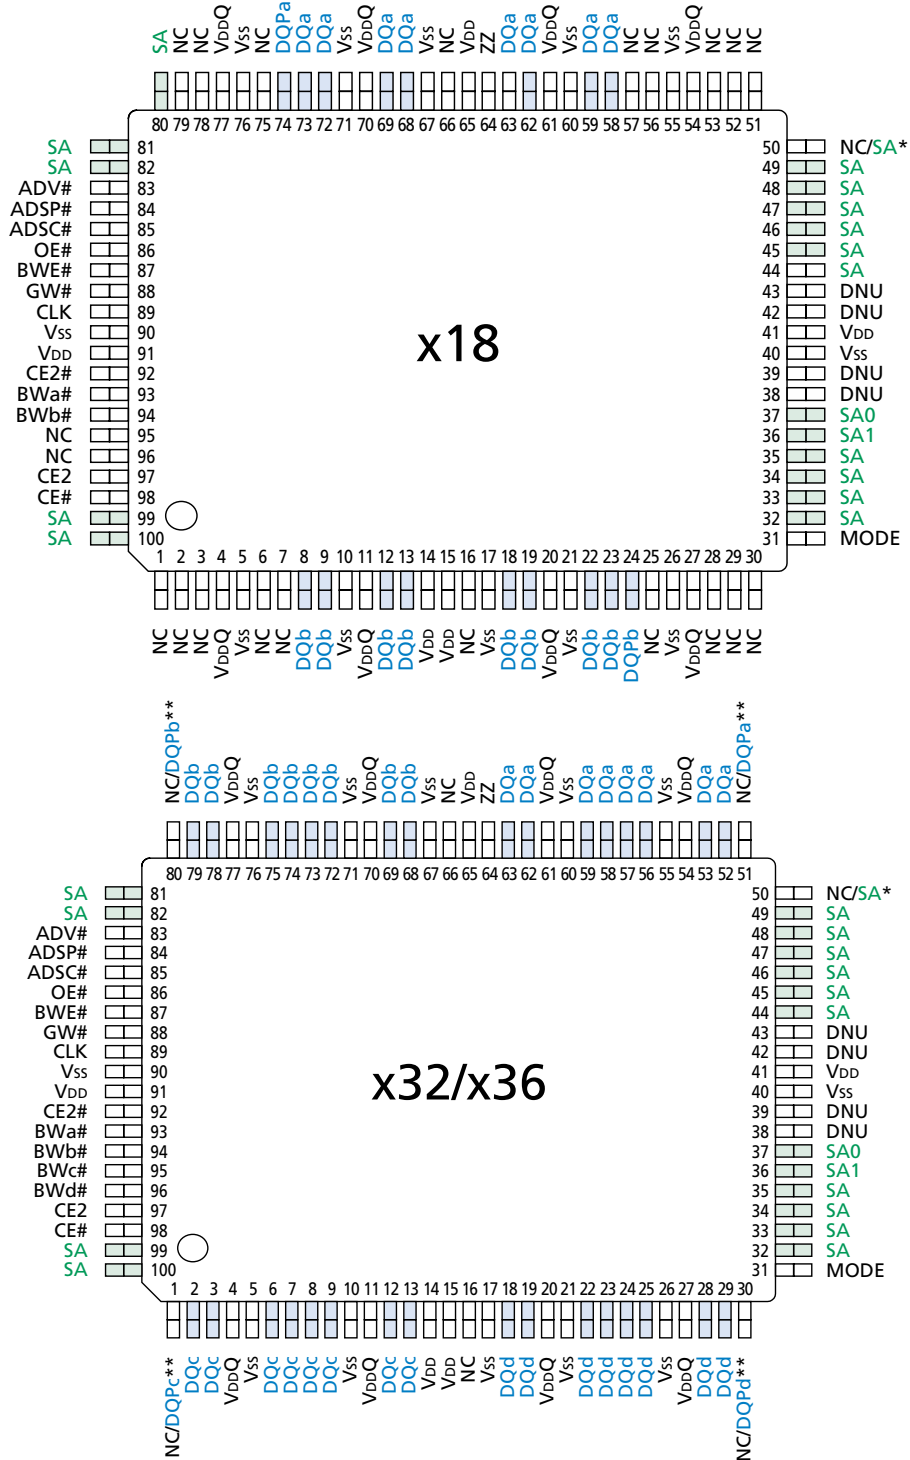 SA NC NC VDDQ VSS NC DQPa DQa DQa VSS VDDQ DQa DQa VSS NC VDD ZZ DQa DQa VDDQ VSS DQa DQa NC NC VSS VDDQ NC NC NC
80 79 78 77 76 75 74 73 72 71 70 69 68 67 66 65 64 63 62 61 60 59 58 57 56 55 54 53 52 51
SA 81 50 NC/SA*
SA 82 49 SA
ADV# 83 48 SA
ADSP# 84 47 SA
ADSC# 85 46 SA
OE# 86 45 SA
BWE# 87 44 SA
GW# 88 43 DNU
CLK 89 42 DNU
VSS 90 41 VDD
x18
VDD 91 40 VSS
CE2# 92 39 DNU
BWa# 93 38 DNU
BWb# 94 37 SA0
NC 95 36 SA1
NC 96 35 SA
CE2 97 34 SA
CE# 98 33 SA
SA 99 32 SA
SA 100 31 MODE
1 2 3 4 5 6 7 8 9 10 11 12 13 14 15 16 17 18 19 20 21 22 23 24 25 26 27 28 29 30
NC NC NC VDDQ VSS NC NC DQb DQb VSS VDDQ DQb DQb VDD VDD NC VSS DQb DQb VDDQ VSS DQb DQb DQPb NC VSS VDDQ NC NC NC
NC/DQPb** DQb DQb VDDQ VSS DQb DQb DQb DQb VSS VDDQ DQb DQb VSS NC VDD ZZ DQa DQa VDDQ VSS DQa DQa DQa DQa VSS VDDQ DQa DQa NC/DQPa**
80 79 78 77 76 75 74 73 72 71 70 69 68 67 66 65 64 63 62 61 60 59 58 57 56 55 54 53 52 51
SA 81 50 NC/SA*
SA 82 49 SA
ADV# 83 48 SA
ADSP# 84 47 SA
ADSC# 85 46 SA
OE# 86 45 SA
BWE# 87 44 SA
GW# 88 43 DNU
CLK 89 42 DNU
VSS 90 41 VDD
x32/x36
VDD 91 40 VSS
CE2# 92 39 DNU
BWa# 93 38 DNU
BWb# 94 37 SA0
BWc# 95 36 SA1
BWd# 96 35 SA
CE2 97 34 SA
CE# 98 33 SA
SA 99 32 SA
SA 100 31 MODE
1 2 3 4 5 6 7 8 9 10 11 12 13 14 15 16 17 18 19 20 21 22 23 24 25 26 27 28 29 30
NC/DQPc** DQc DQc VDDQ VSS DQc DQc DQc DQc VSS VDDQ DQc DQc VDD VDD NC VSS DQd DQd VDDQ VSS DQd DQd DQd DQd VSS VDDQ DQd DQd NC/DQPd**